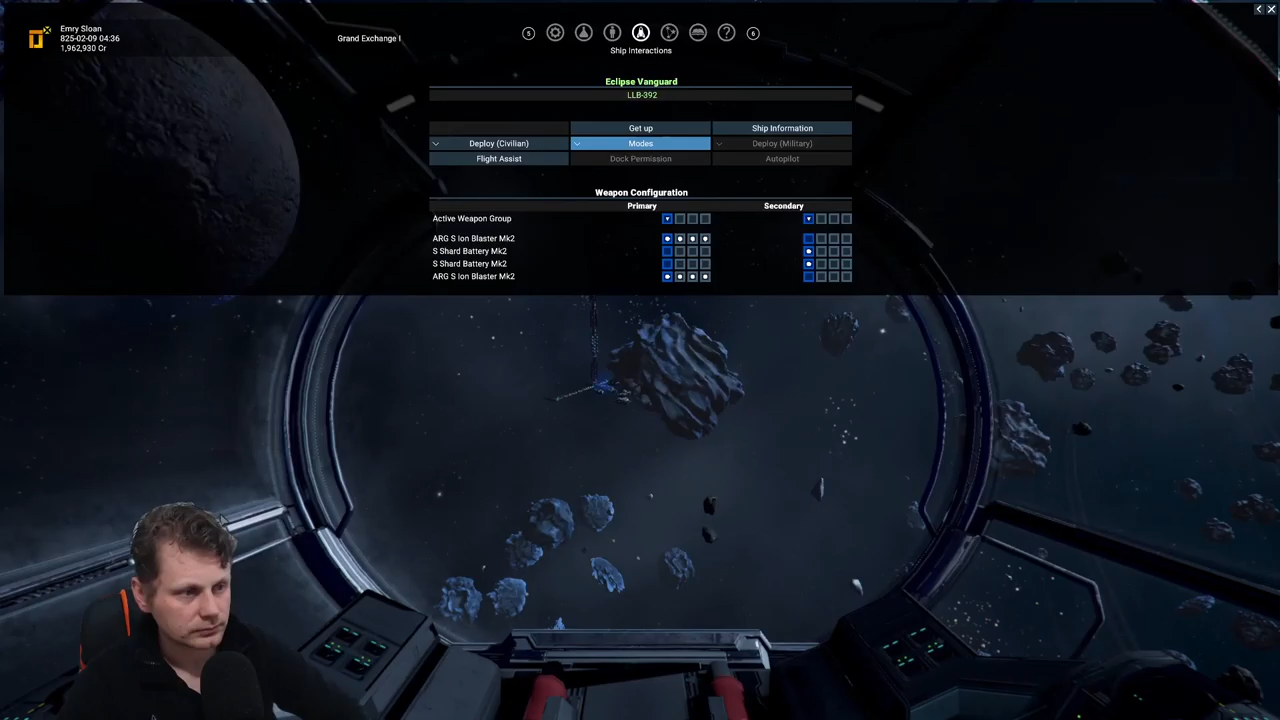 Emry Sloan
825-02-09 04:36
1,962,930 Cr
Grand Exchange I
5
?
6
Ship Interactions
Eclipse Vanguard
LLB-392
Get up
Ship Information
Deploy (Civilian)
Modes
Deploy (Military)
Flight Assist
Dock Permission
Autopilot
Weapon Configuration
Primary
Secondary
Active Weapon Group
ARG S Ion Blaster Mk2
S Shard Battery Mk2
S Shard Battery Mk2
ARG S Ion Blaster Mk2